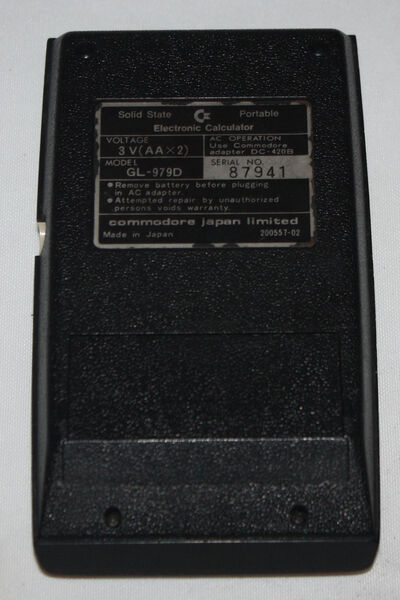 Solid State Portable
Electronic Calculator
VOLTAGE
3V(AA×2)
AC OPERATION
Use Commodore
adapter DC-420B
MODEL
GL-979D
SERIAL NO.
87941
●Remove battery before plugging
in AC adapter.
●Attempted repair by unauthorized
persons voids warranty.
commodore japan limited
Made in Japan 200557-02